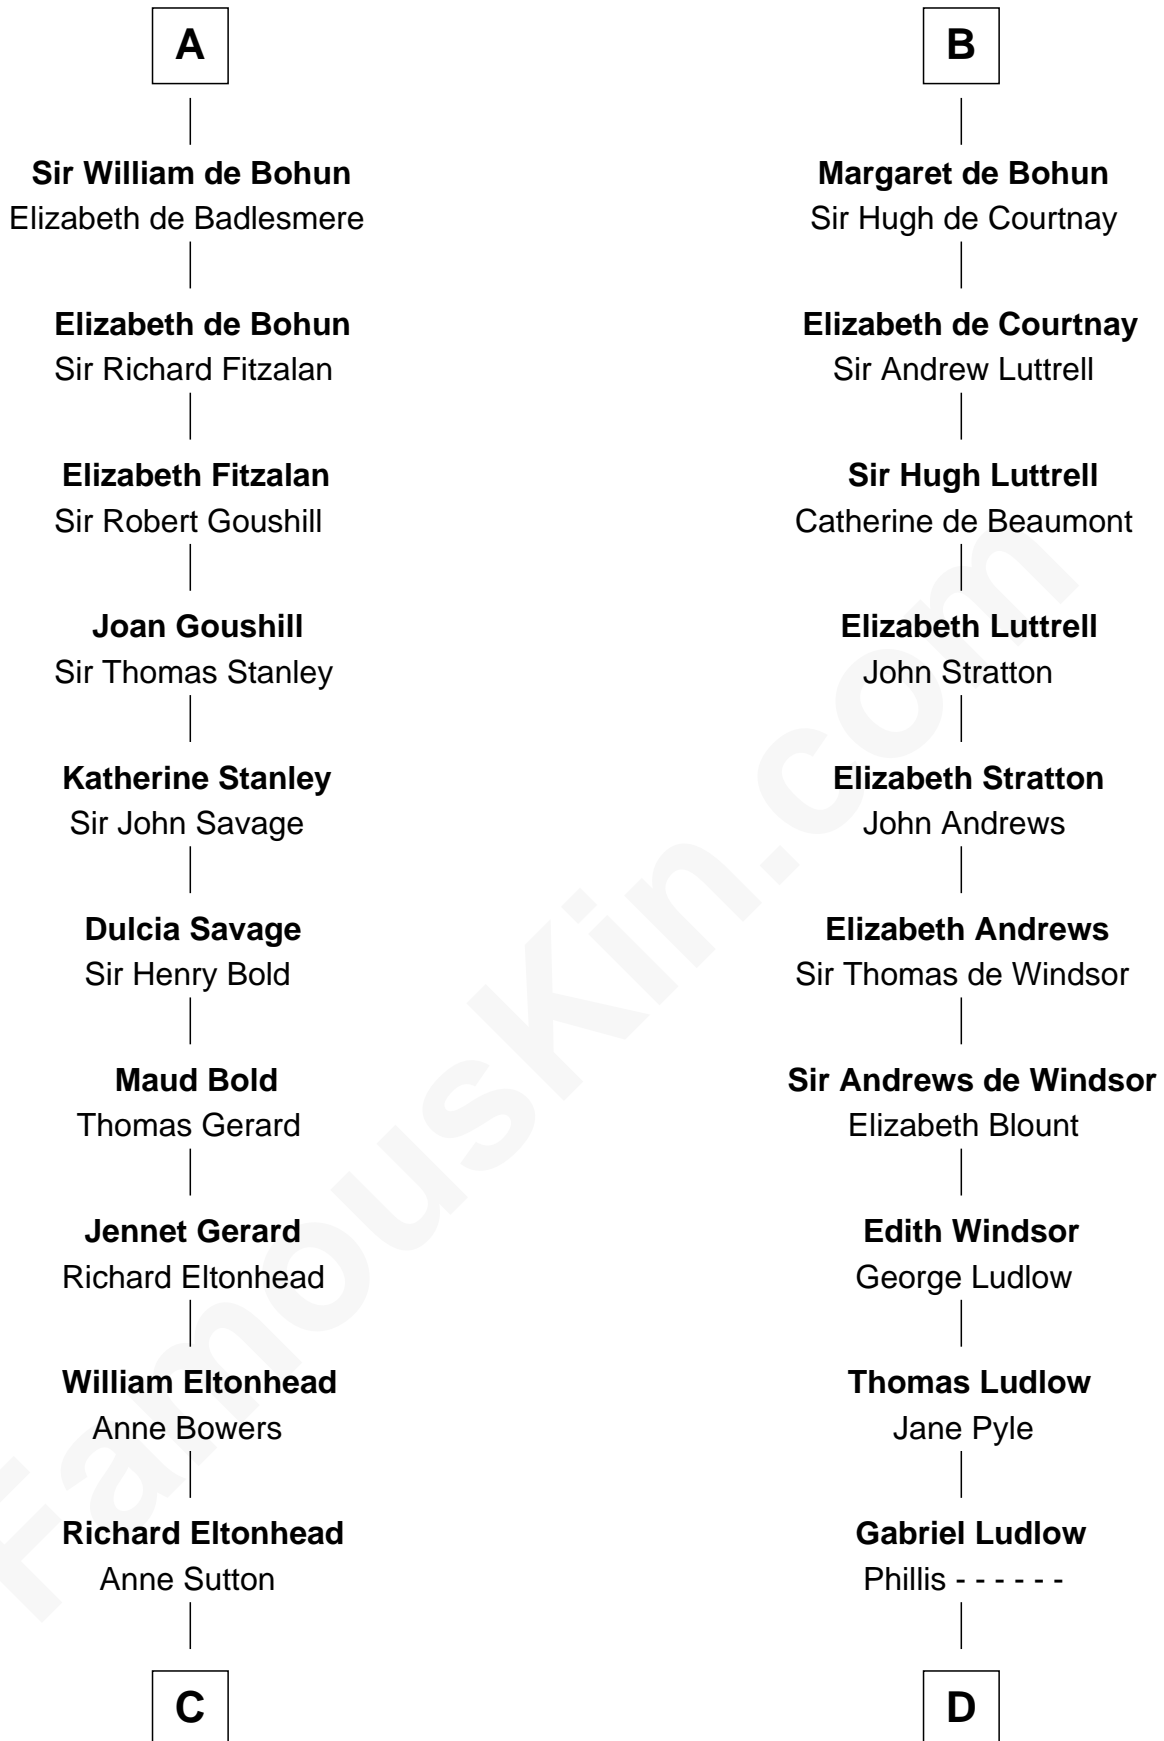 A
Sir William de Bohun
Elizabeth de Badlesmere
Elizabeth de Bohun
Sir Richard Fitzalan
Elizabeth Fitzalan
Sir Robert Goushill
Joan Goushill
Sir Thomas Stanley
Katherine Stanley
Sir John Savage
Dulcia Savage
Sir Henry Bold
Maud Bold
Thomas Gerard
Jennet Gerard
Richard Eltonhead
William Eltonhead
Anne Bowers
Richard Eltonhead
Anne Sutton
C
B
Margaret de Bohun
Sir Hugh de Courtnay
Elizabeth de Courtnay
Sir Andrew Luttrell
Sir Hugh Luttrell
Catherine de Beaumont
Elizabeth Luttrell
John Stratton
Elizabeth Stratton
John Andrews
Elizabeth Andrews
Sir Thomas de Windsor
Sir Andrews de Windsor
Elizabeth Blount
Edith Windsor
George Ludlow
Thomas Ludlow
Jane Pyle
Gabriel Ludlow
Phillis - - - - - -
D
FamousKin.com